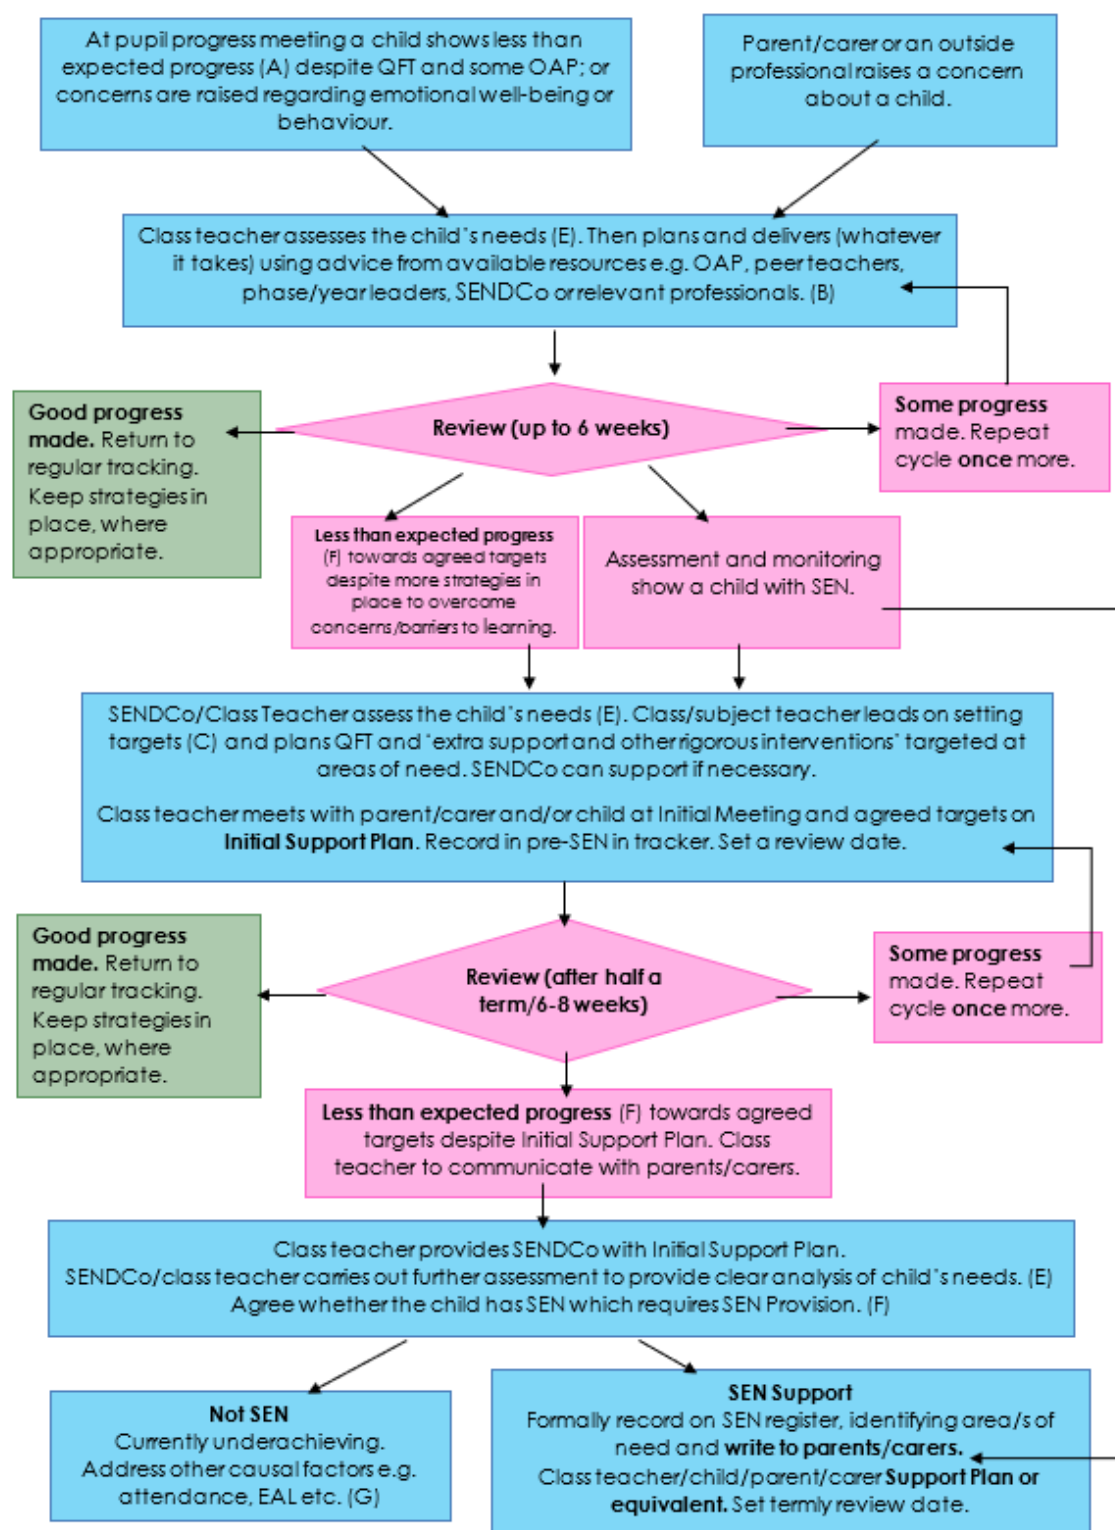 At pupil progress meeting a child shows less than
expected progress (A) despite QFT and some OAP; or
concerns are raised regarding emotional well-being or
behaviour.
Parent/carer or an outside
professional raises a concern
about a child.
Class teacher assesses the child's needs (E). Then plans and delivers (whatever
it takes) using advice from available resources e.g. OAP, peer teachers,
phase/year leaders, SENDCo or relevant professionals. (B)
Good progress
made. Return to
regular tracking.
Keep strategies in
place, where
appropriate.
Review (up to 6 weeks)
Some progress
made. Repeat
cycle once more.
Less than expected progress
(F) towards agreed targets
despite more strategies in
place to overcome
concerns/barriers to learning.
Assessment and monitoring
show a child with SEN.
SENDCo/Class Teacher assess the child's needs (E). Class/subject teacher leads on setting
targets (C) and plans QFT and 'extra support and other rigorous interventions' targeted at
areas of need. SENDCo can support if necessary.
Class teacher meets with parent/carer and/or child at Initial Meeting and agreed targets on
Initial Support Plan. Record in pre-SEN in tracker. Set a review date.
Good progress
made. Return to
regular tracking.
Keep strategies in
place, where
appropriate.
Review (after half a
term/6-8 weeks)
Some progress
made. Repeat
cycle once more.
Less than expected progress (F) towards agreed
targets despite Initial Support Plan. Class
teacher to communicate with parents/carers.
Class teacher provides SENDCo with Initial Support Plan.
SENDCo/class teacher carries out further assessment to provide clear analysis of child's needs. (E)
Agree whether the child has SEN which requires SEN Provision. (F)
Not SEN
Currently underachieving.
Address other causal factors e.g.
attendance, EAL etc. (G)
SEN Support
Formally record on SEN register, identifying area/s of
need and write to parents/carers.
Class teacher/child/parent/carer Support Plan or
equivalent. Set termly review date.